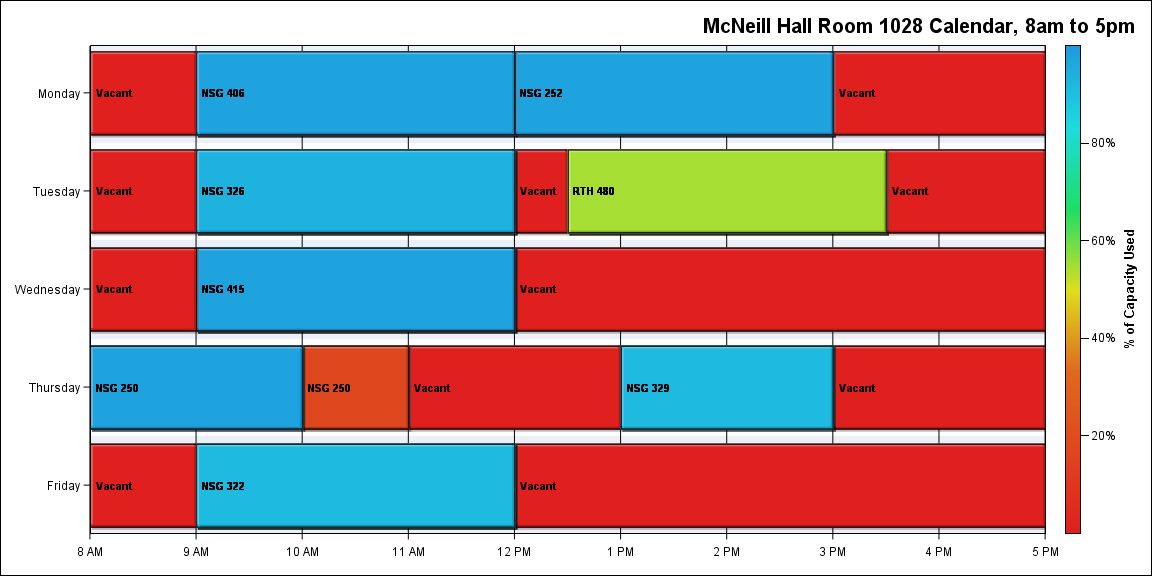 McNeill Hall Room 1028 Calendar, 8am to 5pm
Monday
Vacant
NSG 406
NSG 252
Vacant
Tuesday
Vacant
NSG 326
Vacant
RTH 480
Vacant
Wednesday
Vacant
NSG 415
Vacant
Thursday
NSG 250
NSG 250
Vacant
NSG 329
Vacant
Friday
Vacant
NSG 322
Vacant
8 AM
9 AM
10 AM
11 AM
12 PM
1 PM
2 PM
3 PM
4 PM
5 PM
80%
60%
40%
20%
% of Capacity Used